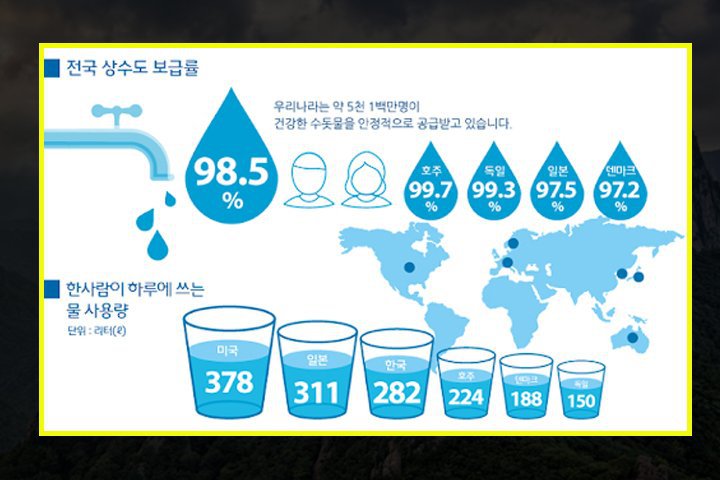 전국 상수도 보급률
우리나라는 약 5천 1백만명이
건강한 수돗물을 안정적으로 공급받고 있습니다.
98.5
%
호주
99.7
%
독일
99.3
%
일본
97.5
%
덴마크
97.2
%
한사람이 하루에 쓰는
물 사용량
단위 : 리터(ℓ)
미국
378
일본
311
한국
282
호주
224
덴마크
188
독일
150